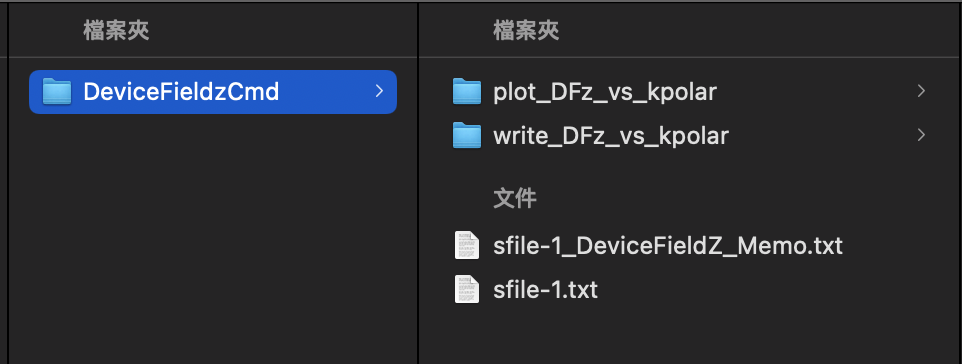 檔案夾
DeviceFieldzCmd
檔案夾
plot_DFz_vs_kpolar
write_DFz_vs_kpolar
文件
sfile-1_DeviceFieldZ_Memo.txt
sfile-1.txt